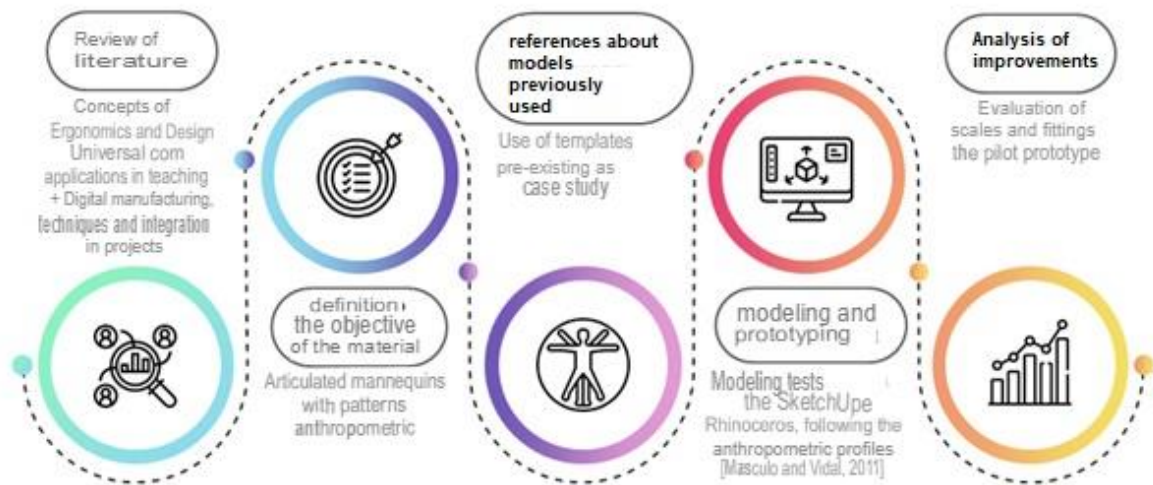 Review of
literature
Concepts of
Ergonomics and Design
Universal com
applications in teaching
+ Digital manufacturing,
techniques and integration
in projects
definition
the objective
of the material
Articulated mannequins
with patterns
anthropometric
references about
models
previously
used
Use of templates
pre-existing as
case study
modeling and
prototyping
Modeling tests
the SketchUpe
Rhinoceros, following the
anthropometric profiles
[Masculo and Vidal, 2011]
Analysis of
improvements
Evaluation of
scales and fittings
the pilot prototype